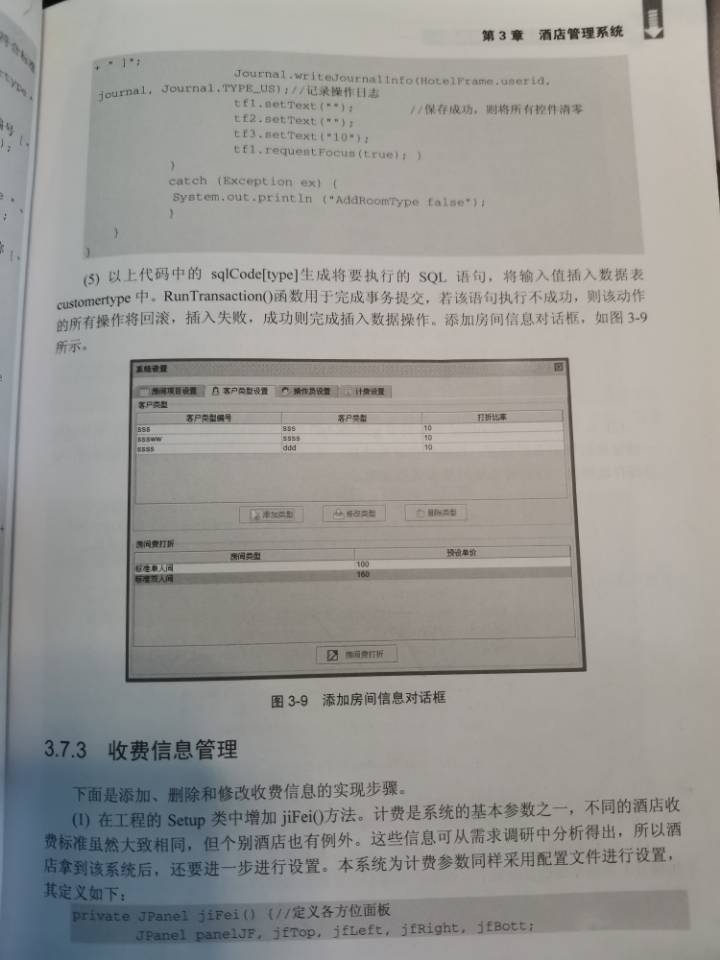 第 3 章 酒店管理系统
+ " ]";
Journal.writeJournalInfo(HotelFrame.userid,
journal, Journal.TYPE_US);//记录操作日志
tf1.setText(""); //保存成功，则将所有控件清零
tf2.setText("");
tf3.setText("10");
tf1.requestFocus(true); }
}
catch (Exception ex) {
System.out.println ("AddRoomType false");
}
}
}
(5) 以上代码中的 sqlCode[type]生成将要执行的 SQL 语句，将输入值插入数据表
customertype 中。RunTransaction()函数用于完成事务提交，若该语句执行不成功，则该动作
的所有操作将回滚，插入失败，成功则完成插入数据操作。添加房间信息对话框，如图 3-9
所示。
系统设置
房间项目设置 客户类型设置 操作员设置 计费设置
客户类型
客户类型编号 客户类型 打折比率
sss sss 10
sssww ssss 10
ssss ddd 10
添加类型 修改类型 删除类型
房间费打折
房间类型 预设单价
标准单人间 100
标准双人间 160
房间费打折
图 3-9 添加房间信息对话框
3.7.3 收费信息管理
下面是添加、删除和修改收费信息的实现步骤。
(1) 在工程的 Setup 类中增加 jiFei()方法。计费是系统的基本参数之一，不同的酒店收
费标准虽然大致相同，但个别酒店也有例外。这些信息可从需求调研中分析得出，所以酒
店拿到该系统后，还要进一步进行设置。本系统为计费参数同样采用配置文件进行设置，
其定义如下：
private JPanel jiFei() {//定义各方位面板
JPanel panelJF, jfTop, jfLeft, jfRight, jfBott;